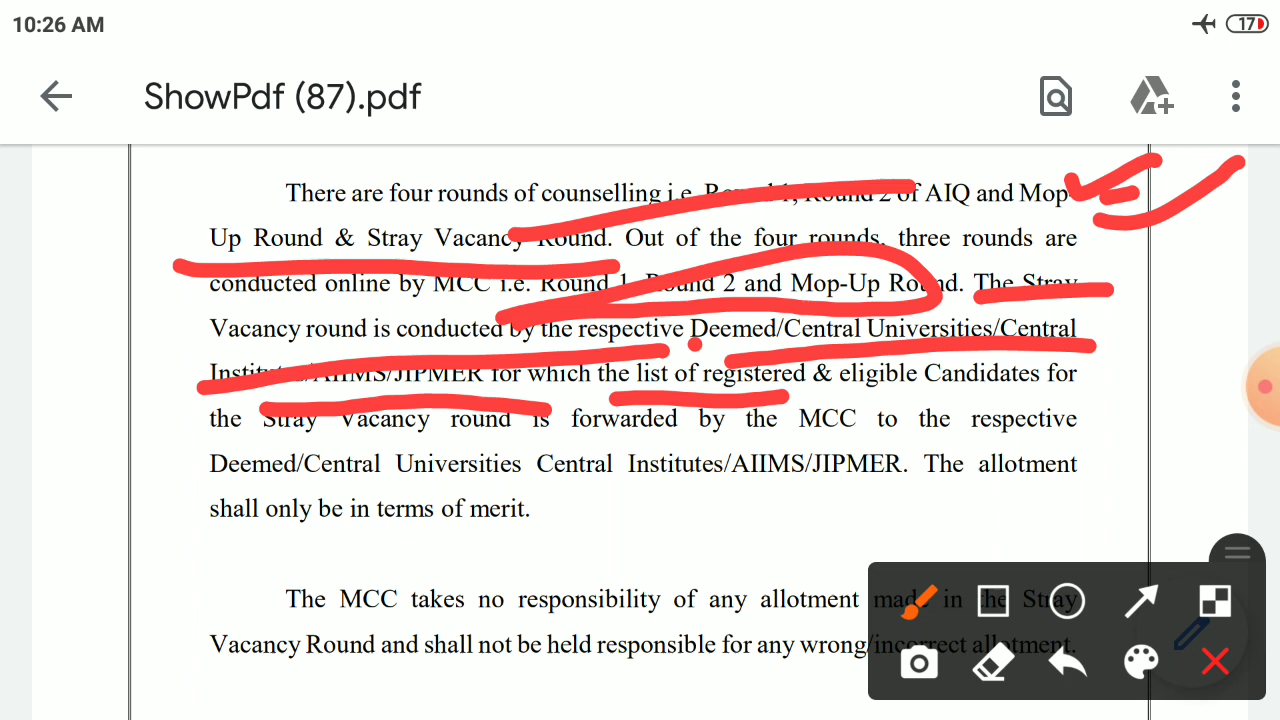 10:26 AM
17
ShowPdf (87).pdf
There are four rounds of counselling i.e. Round 1, Round 2 of AIQ and Mop-
Up Round & Stray Vacancy Round. Out of the four rounds, three rounds are
conducted online by MCC i.e. Round 1, Round 2 and Mop-Up Round. The Stray
Vacancy round is conducted by the respective Deemed/Central Universities/Central
Institutes/AIIMS/JIPMER for which the list of registered & eligible Candidates for
the Stray Vacancy round is forwarded by the MCC to the respective
Deemed/Central Universities Central Institutes/AIIMS/JIPMER. The allotment
shall only be in terms of merit.
The MCC takes no responsibility of any allotment made in the Stray
Vacancy Round and shall not be held responsible for any wrong/incorrect allotment.